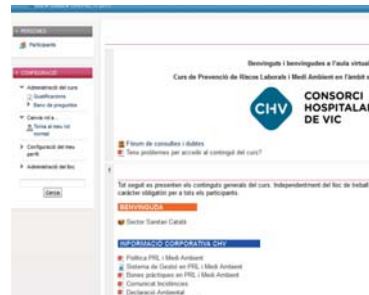 PERSONES
Participants
CONFIGURACIÓ
Administració del curs
Qualificacions
Banc de preguntes
Canvia rol a...
Torna al meu rol
normal
Configuració del meu
perfil
Administració del lloc
Cerca
Benvinguts i benvingudes a l'aula virtual
Curs de Prevenció de Riscos Laborals i Medi Ambient en l'àmbit s
CHV
CONSORCI
HOSPITALAR
DE VIC
Fòrum de consultes i dubtes
Tens problemes per accedir al contingut del curs?
Tot seguit es presenten els continguts generals del curs. Independentment del lloc de treball
caràcter obligatori per a tots els participants.
BENVINGUDA
Sector Sanitari Català
INFORMACIÓ CORPORATIVA CHV
Política PRL i Medi Ambient
Sistema de Gestió en PRL i Medi Ambient
Bones pràctiques en PRL i Medi Ambient
Comunicat Incidències
Declaració Ambiental